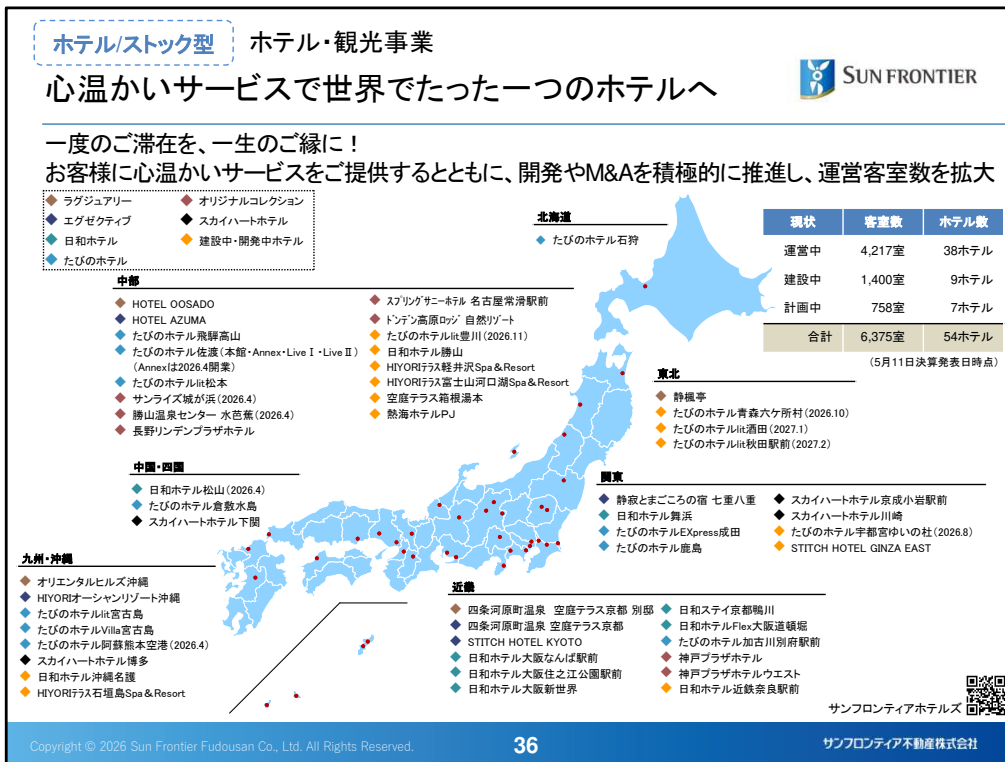 ホテル/ストック型
ホテル・観光事業
心温かいサービスで世界でたった一つのホテルへ
SUN FRONTIER
一度のご滞在を、一生のご縁に！
お客様に心温かいサービスをご提供するとともに、開発やM&Aを積極的に推進し、運営客室数を拡大
ラグジュアリー
エグゼクティブ
日和ホテル
たびのホテル
オリジナルコレクション
スカイハートホテル
建設中・開発中ホテル
北海道
たびのホテル石狩
現状 客室数 ホテル数
運営中 4,217室 38ホテル
建設中 1,400室 9ホテル
計画中 758室 7ホテル
合計 6,375室 54ホテル
(5月11日決算発表日時点)
中部
HOTEL OOSADO
HOTEL AZUMA
たびのホテル飛騨高山
たびのホテル佐渡(本館・Annex・LiveⅠ・LiveⅡ)
(Annexは2026.4開業)
たびのホテルlit松本
サンライズ城が浜(2026.4)
勝山温泉センター 水芭蕉(2026.4)
長野リンデンプラザホテル
スプリングサニーホテル 名古屋常滑駅前
ドンデン高原ロッジ 自然リゾート
たびのホテルlit豊川(2026.11)
日和ホテル勝山
HIYORIテラス軽井沢Spa&Resort
HIYORIテラス富士山河口湖Spa&Resort
空庭テラス箱根湯本
熱海ホテルPJ
東北
静楓亭
たびのホテル青森六ケ所村(2026.10)
たびのホテルlit酒田(2027.1)
たびのホテルlit秋田駅前(2027.2)
中国・四国
日和ホテル松山(2026.4)
たびのホテル倉敷水島
スカイハートホテル下関
関東
静寂とまごころの宿 七重八重
日和ホテル舞浜
たびのホテルEXpress成田
たびのホテル鹿島
スカイハートホテル京成小岩駅前
スカイハートホテル川崎
たびのホテル宇都宮ゆいの杜(2026.8)
STITCH HOTEL GINZA EAST
九州・沖縄
オリエンタルヒルズ沖縄
HIYORIオーシャンリゾート沖縄
たびのホテルlit宮古島
たびのホテルVilla宮古島
たびのホテル阿蘇熊本空港(2026.4)
スカイハートホテル博多
日和ホテル沖縄名護
HIYORIテラス石垣島Spa&Resort
近畿
四条河原町温泉 空庭テラス京都 別邸
四条河原町温泉 空庭テラス京都
STITCH HOTEL KYOTO
日和ホテル大阪なんば駅前
日和ホテル大阪住之江公園駅前
日和ホテル大阪新世界
日和ステイ京都鴨川
日和ホテルFlex大阪道頓堀
たびのホテル加古川別府駅前
神戸プラザホテル
神戸プラザホテルウエスト
日和ホテル近鉄奈良駅前
サンフロンティアホテルズ
Copyright © 2026 Sun Frontier Fudousan Co., Ltd. All Rights Reserved.
36
サンフロンティア不動産株式会社